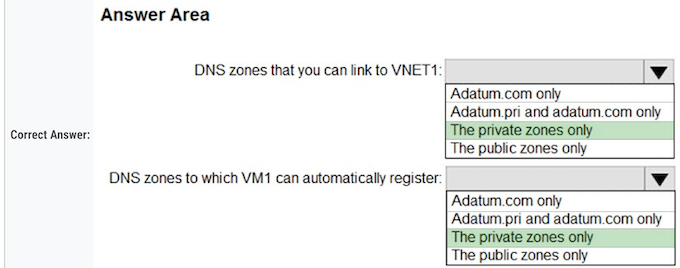 Answer Area
DNS zones that you can link to VNET1:
Adatum.com only
Adatum.pri and adatum.com only
Correct Answer:
The private zones only
The public zones only
DNS zones to which VM1 can automatically register:
Adatum.com only
Adatum.pri and adatum.com only
The private zones only
The public zones only